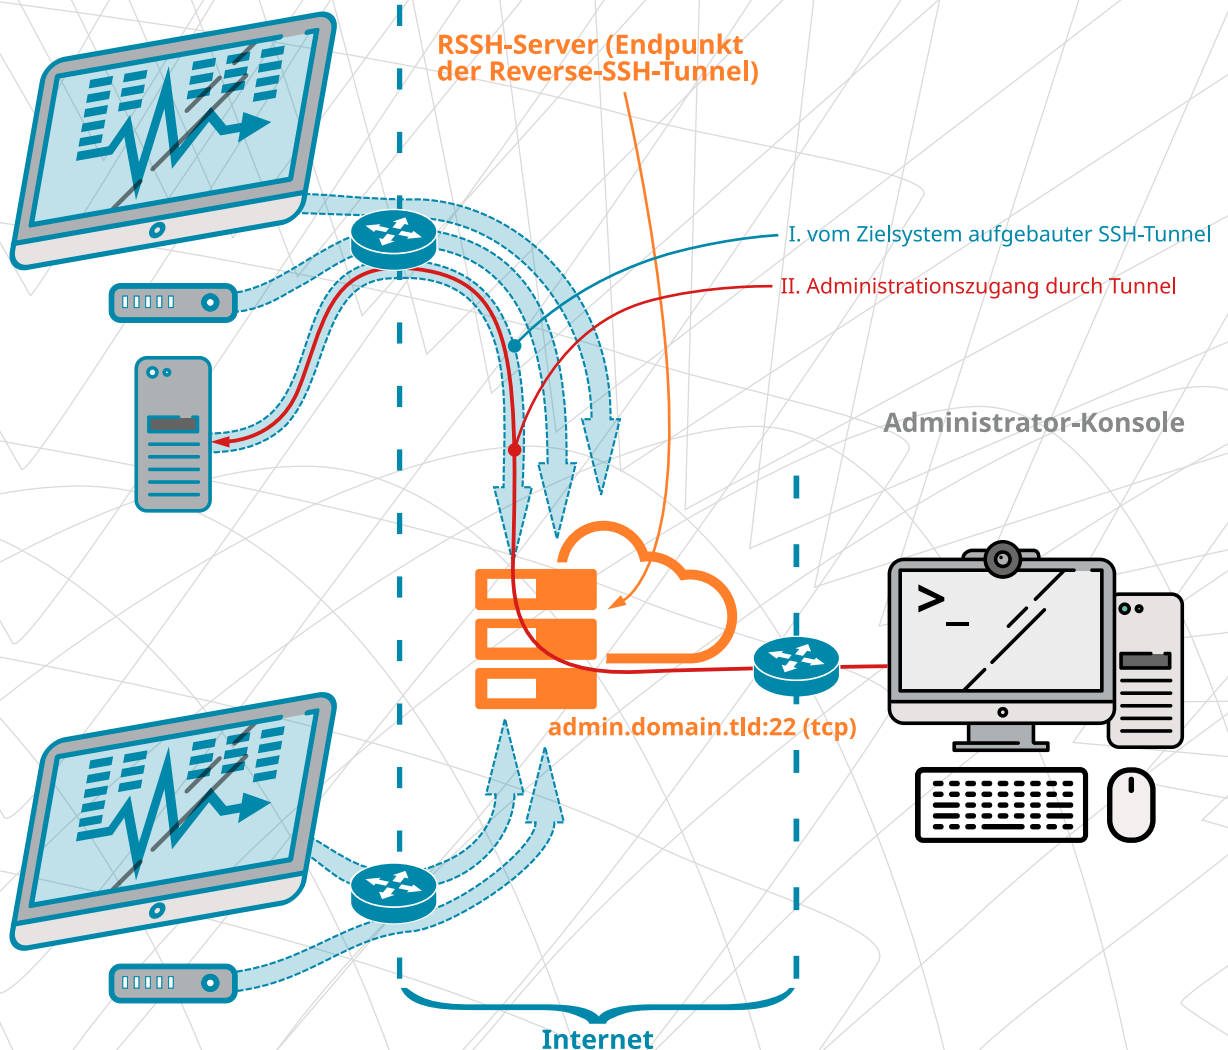 RSSH-Server (Endpunkt
der Reverse-SSH-Tunnel)
I. vom Zielsystem aufgebauter SSH-Tunnel
II. Administrationszugang durch Tunnel
Administrator-Konsole
>_
admin.domain.tld:22 (tcp)
Internet